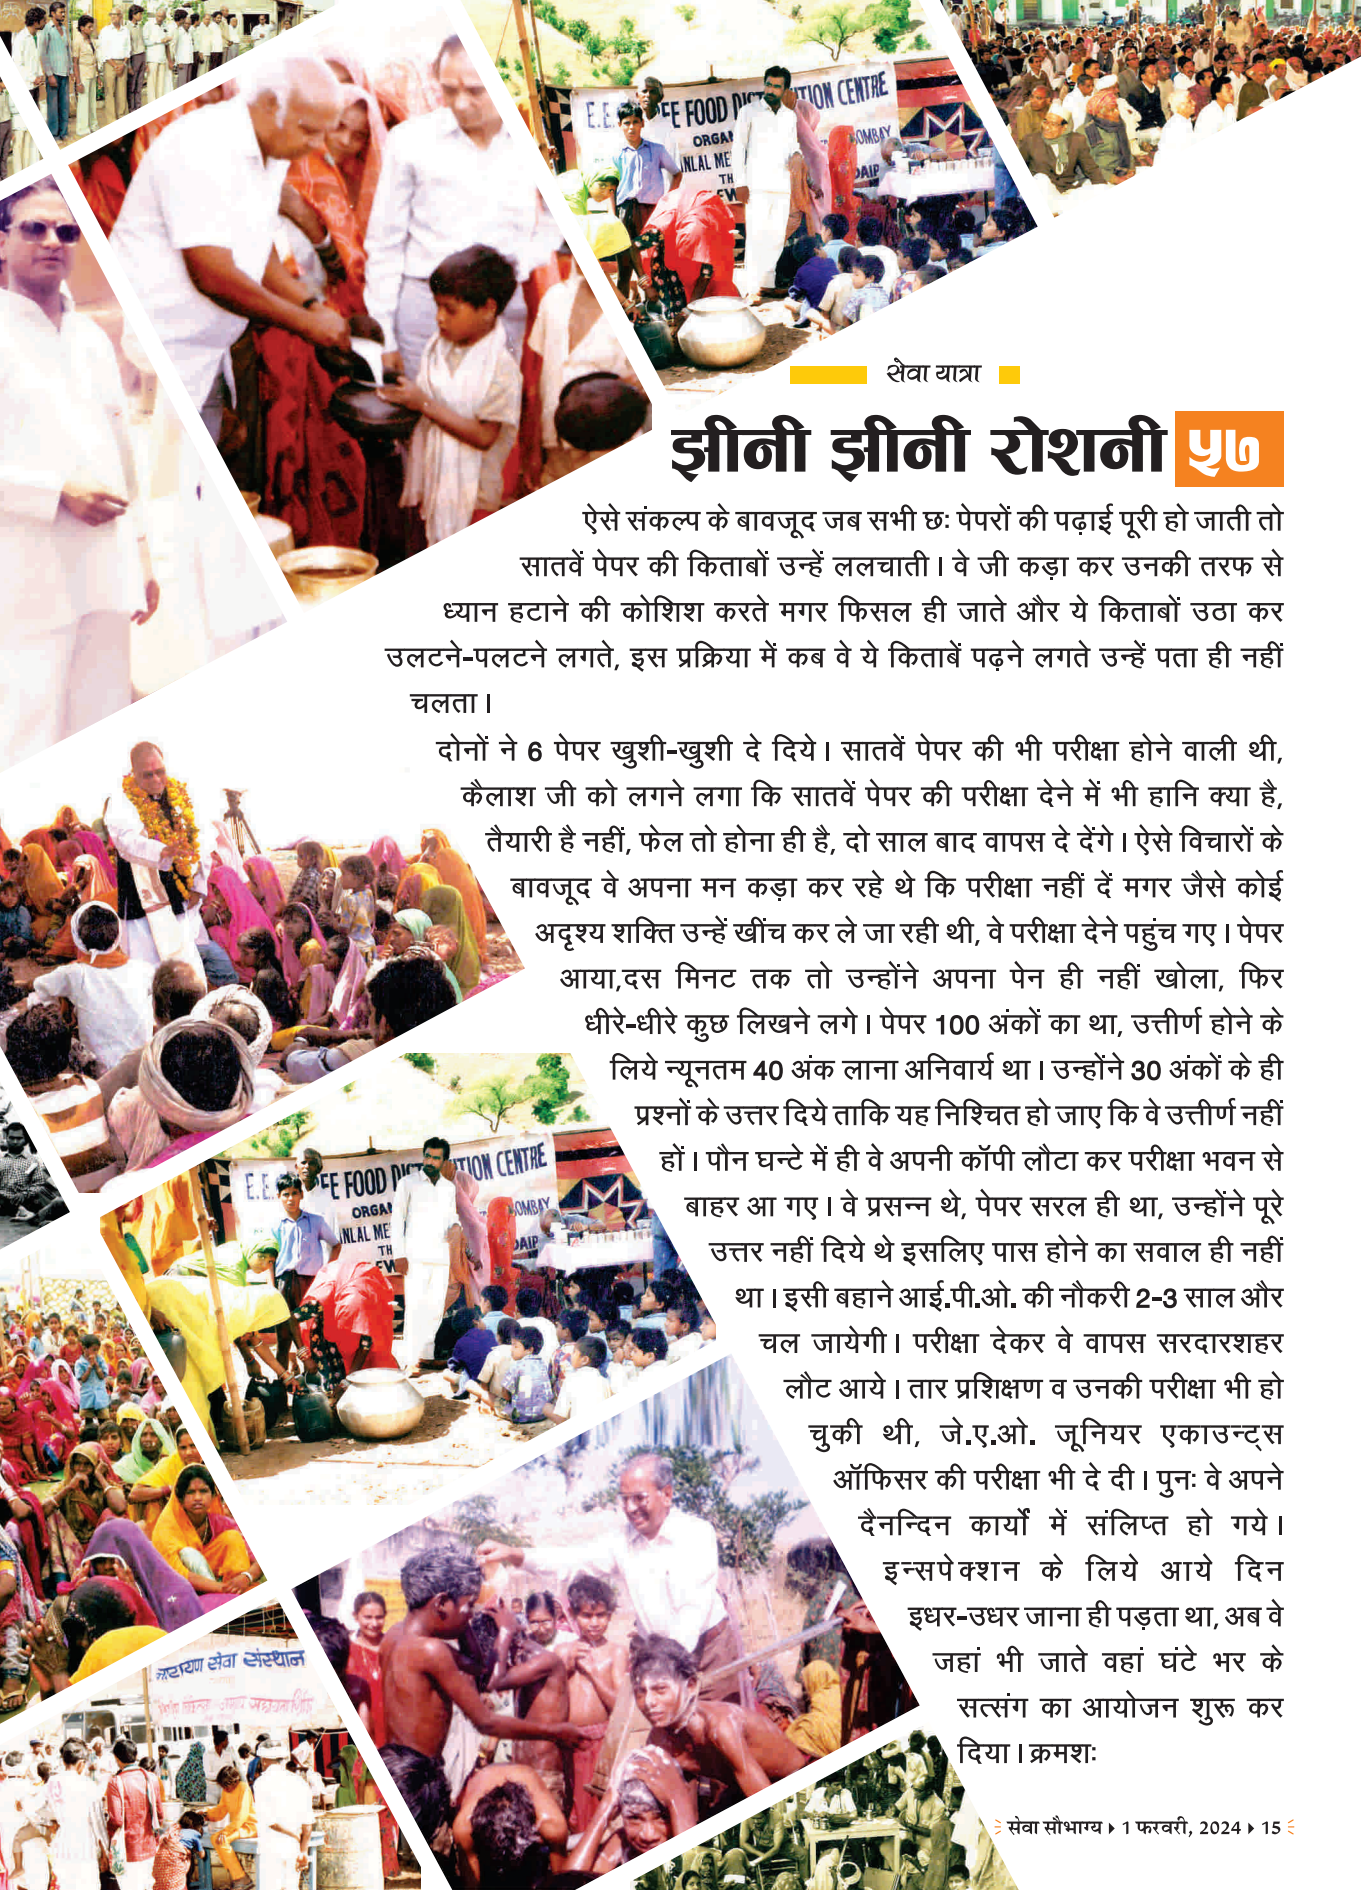 E.E. FREE FOOD DISTRIBUTION CENTRE
BOMBAY
सेवा यात्रा
झीनी झीनी रोशनी ५७
ऐसे संकल्प के बावजूद जब सभी छः पेपरों की पढ़ाई पूरी हो जाती तो
सातवें पेपर की किताबों उन्हें ललचाती। वे जी कड़ा कर उनकी तरफ से
ध्यान हटाने की कोशिश करते मगर फिसल ही जाते और ये किताबों उठा कर
उलटने-पलटने लगते, इस प्रक्रिया में कब वे ये किताबें पढ़ने लगते उन्हें पता ही नहीं
चलता।
दोनों ने 6 पेपर खुशी-खुशी दे दिये। सातवें पेपर की भी परीक्षा होने वाली थी,
कैलाश जी को लगने लगा कि सातवें पेपर की परीक्षा देने में भी हानि क्या है,
तैयारी है नहीं, फेल तो होना ही है, दो साल बाद वापस दे देंगे। ऐसे विचारों के
बावजूद वे अपना मन कड़ा कर रहे थे कि परीक्षा नहीं दें मगर जैसे कोई
अदृश्य शक्ति उन्हें खींच कर ले जा रही थी, वे परीक्षा देने पहुंच गए। पेपर
आया,दस मिनट तक तो उन्होंने अपना पेन ही नहीं खोला, फिर
धीरे-धीरे कुछ लिखने लगे। पेपर 100 अंकों का था, उत्तीर्ण होने के
लिये न्यूनतम 40 अंक लाना अनिवार्य था। उन्होंने 30 अंकों के ही
प्रश्नों के उत्तर दिये ताकि यह निश्चित हो जाए कि वे उत्तीर्ण नहीं
हों। पौन घन्टे में ही वे अपनी कॉपी लौटा कर परीक्षा भवन से
बाहर आ गए। वे प्रसन्न थे, पेपर सरल ही था, उन्होंने पूरे
उत्तर नहीं दिये थे इसलिए पास होने का सवाल ही नहीं
था। इसी बहाने आई.पी.ओ. की नौकरी 2-3 साल और
चल जायेगी। परीक्षा देकर वे वापस सरदारशहर
लौट आये। तार प्रशिक्षण व उनकी परीक्षा भी हो
चुकी थी, जे.ए.ओ. जूनियर एकाउन्ट्स
ऑफिसर की परीक्षा भी दे दी। पुनः वे अपने
दैनन्दिन कार्यों में संलिप्त हो गये।
इन्सपेक्शन के लिये आये दिन
इधर-उधर जाना ही पड़ता था, अब वे
जहां भी जाते वहां घंटे भर के
सत्संग का आयोजन शुरू कर
दिया। क्रमशः
E.E. FREE FOOD DISTRIBUTION CENTRE
BOMBAY
नारायण सेवा संस्थान
सेवा सौभाग्य 1 फरवरी, 2024 15